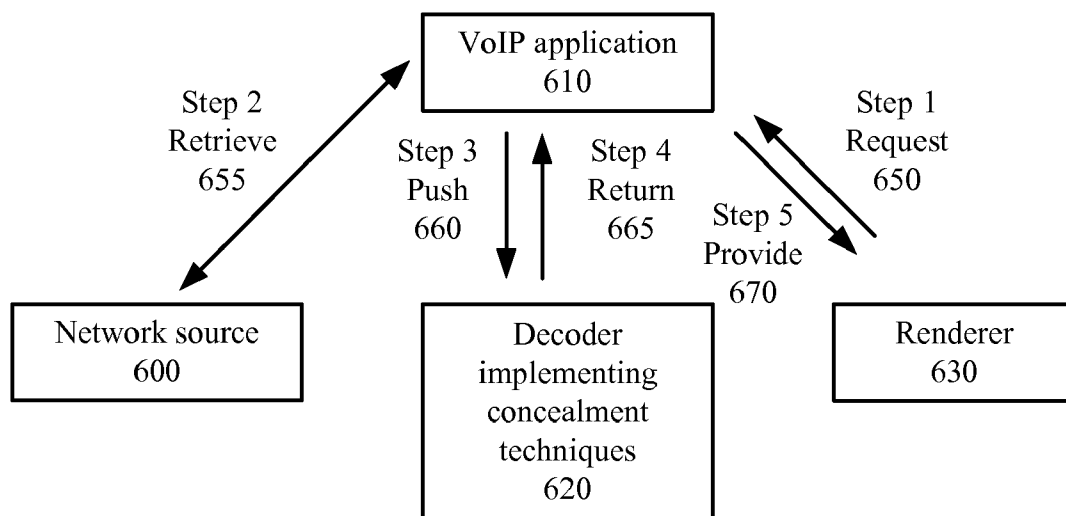 VoIP application
610
Step 2
Retrieve
655
Step 3
Push
660
Step 4
Return
665
Step 1
Request
650
Step 5
Provide
670
Network source
600
Decoder
implementing
concealment
techniques
620
Renderer
630